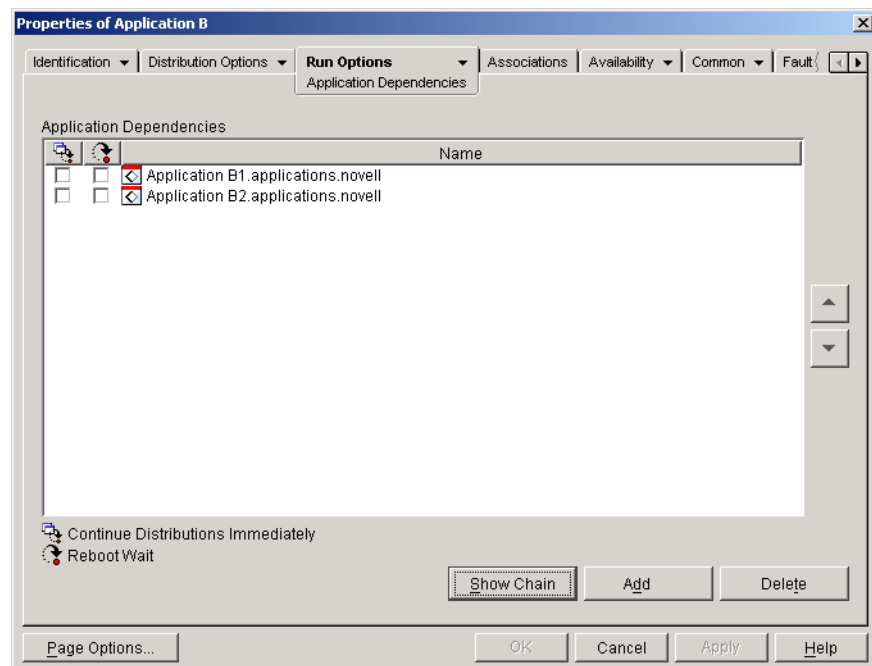 Properties of Application B
Identification Distribution Options Run Options Associations Availability Common Fault
Application Dependencies
Application Dependencies
Name
Application B1.applications.novell
Application B2.applications.novell
Continue Distributions Immediately
Reboot Wait
Show Chain Add Delete
Page Options... OK Cancel Apply Help